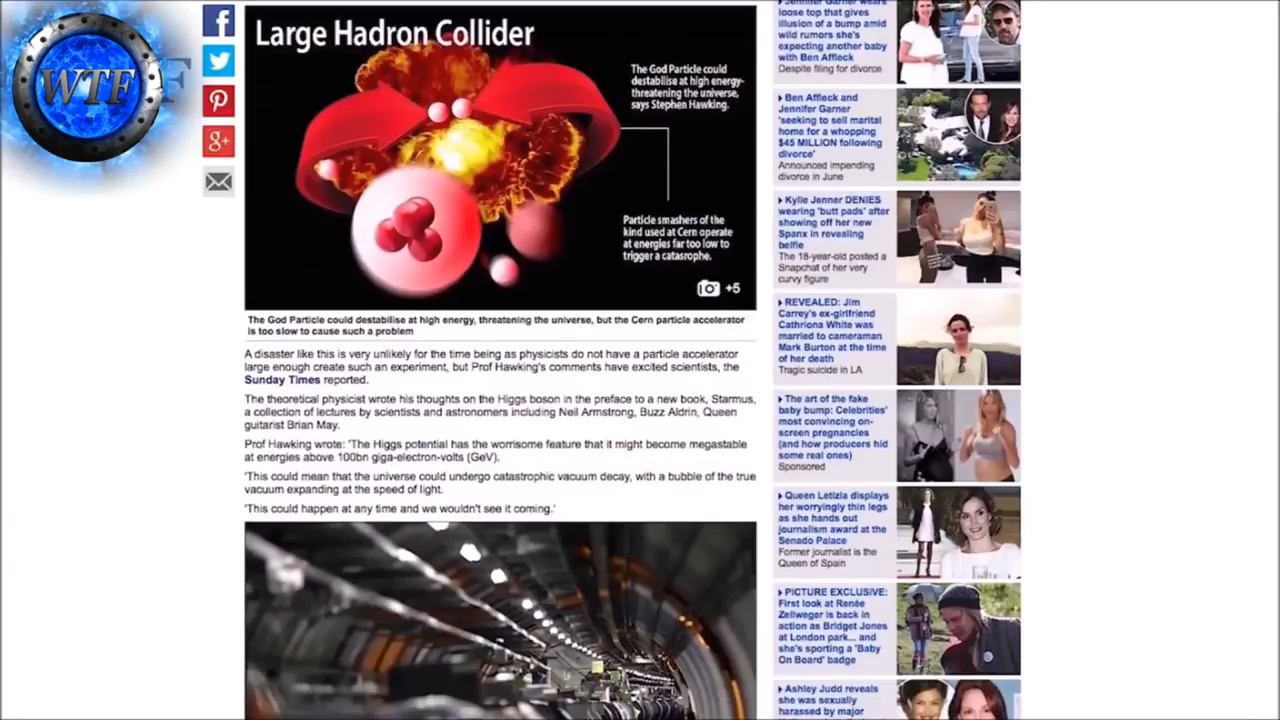 WTF
Large Hadron Collider
The God Particle could
destabilise at high energy-
threatening the universe,
says Stephen Hawking.
Particle smashers of the
kind used at Cern operate
at energies far too low to
trigger a catasrophe.
+5
The God Particle could destabilise at high energy, threatening the universe, but the Cern particle accelerator
is too slow to cause such a problem
A disaster like this is very unlikely for the time being as physicists do not have a particle accelerator
large enough create such an experiment, but Prof Hawking's comments have excited scientists, the
Sunday Times reported.
The theoretical physicist wrote his thoughts on the Higgs boson in the preface to a new book, Starmus,
a collection of lectures by scientists and astronomers including Neil Armstrong, Buzz Aldrin, Queen
guitarist Brian May.
Prof Hawking wrote: 'The Higgs potential has the worrisome feature that it might become megastable
at energies above 100bn giga-electron-volts (GeV).
'This could mean that the universe could undergo catastrophic vacuum decay, with a bubble of the true
vacuum expanding at the speed of light.
'This could happen at any time and we wouldn't see it coming.'
Jennifer Garner wears
loose top that gives
illusion of a bump amid
wild rumors she's
expecting another baby
with Ben Affleck
Despite filing for divorce
Ben Affleck and
Jennifer Garner
'seeking to sell marital
home for a whopping
$45 MILLION following
divorce'
Announced impending
divorce in June
Kylie Jenner DENIES
wearing 'butt pads' after
showing off her new
Spanx in revealing
belfie
The 18-year-old posted a
Snapchat of her very
curvy figure
REVEALED: Jim
Carrey's ex-girlfriend
Cathriona White was
married to cameraman
Mark Burton at the time
of her death
Tragic suicide in LA
The art of the fake
baby bump: Celebrities'
most convincing on-
screen pregnancies
(and how producers hid
some real ones)
Sponsored
Queen Letizia displays
her worryingly thin legs
as she hands out
journalism award at the
Senado Palace
Former journalist is the
Queen of Spain
PICTURE EXCLUSIVE:
First look at Renée
Zellweger is back in
action as Bridget Jones
at London park... and
she's sporting a 'Baby
On Board' badge
Ashley Judd reveals
she was sexually
harassed by major